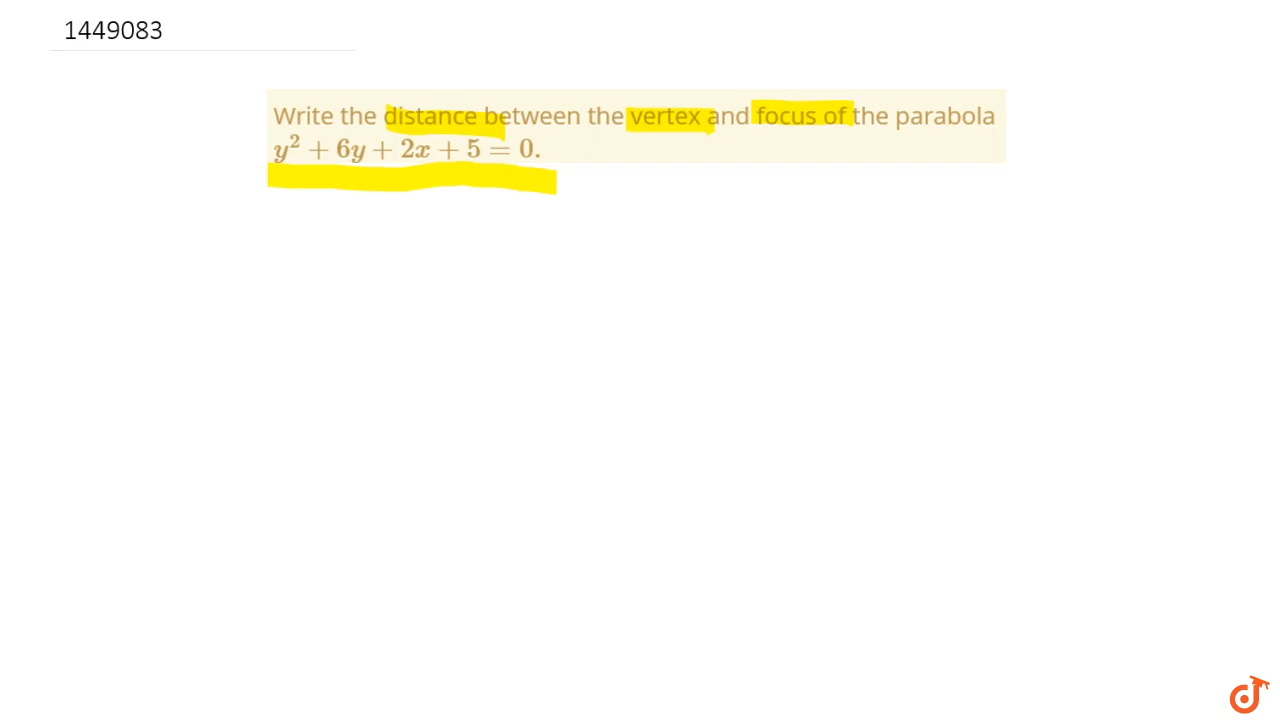 1449083
Write the distance between the vertex and focus of the parabola
y² + 6y + 2x + 5 = 0.